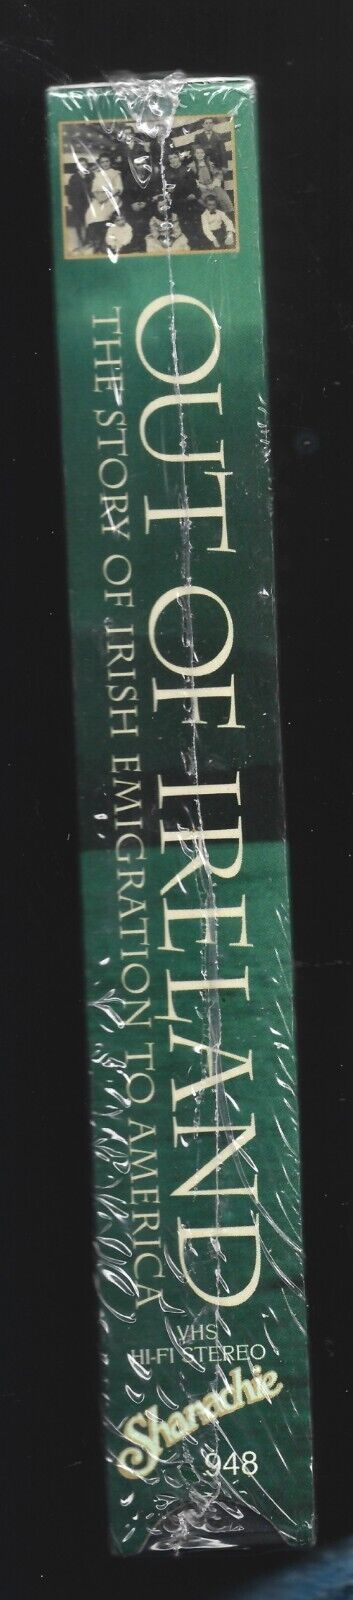 OUT OF IRELAND
THE STORY OF IRISH EMIGRATION TO AMERICA
VHS
HI-FI STEREO
Shanachie
948